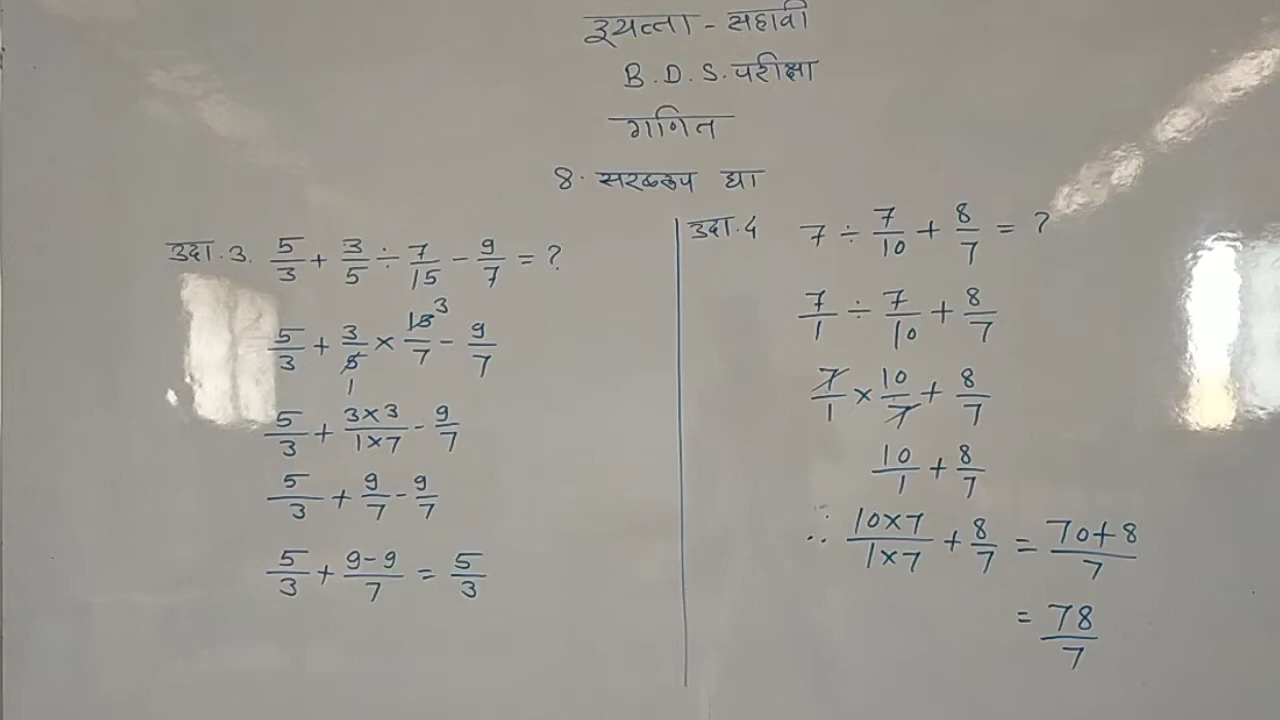 इयत्ता - सहावी
B.D.S. परीक्षा
गणित
8. सरळरूप द्या
उदा.3. 5/3 + 3/5 ÷ 7/15 - 9/7 = ?
5/3 + 3/5 1 × 15 3/7 - 9/7
5/3 + 3×3/1×7 - 9/7
5/3 + 9/7 - 9/7
5/3 + 9-9/7 = 5/3
उदा.4 7 ÷ 7/10 + 8/7 = ?
7/1 ÷ 7/10 + 8/7
7/1 × 10/7 + 8/7
10/1 + 8/7
∴ 10×7/1×7 + 8/7 = 70+8/7
= 78/7